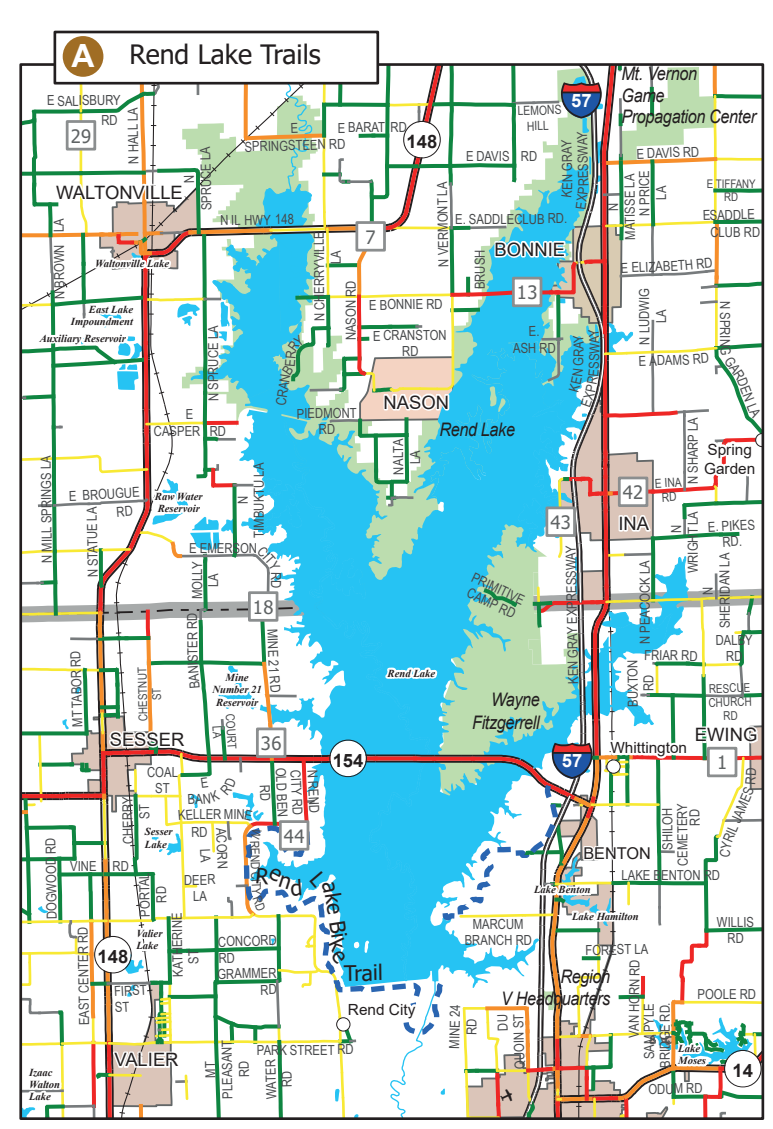 A Rend Lake Trails
57
Mt. Vernon
Game
Propagation Center
E SALISBURY
RD
29
N HALL LA
N
SPRUCE LA
E
SPRINGSTEEN RD
E BARAT RD
148
LEMONS
HILL
E DAVIS RD
KEN GRAY
EXPRESSWAY
E DAVIS RD
N
MATISSE LA
N PRICE
LA
E TIFFANY
RD
ESADDLE
CLUB RD
WALTONVILLE
N IL HWY 148
7
N VERMONT LA
E. SADDLECLUB RD.
BONNIE
BRUSH
13
E ELIZABETH RD
N BROWN LA
Waltonville Lake
East Lake
Impoundment
Auxiliary Reservoir
N CHERRYVILLE
LA
NASON RD
E BONNIE RD
E CRANSTON
RD
E.
ASH RD
KEN GRAY
EXPRESSWAY
N LUDWIG
LA
E ADAMS RD
N SPRING GARDEN LA
N SPRUCE LA
CRANBERRY
NASON
PIEDMONT
RD
Rend Lake
E
CASPER RD
NALTA
LA
N SHARP LA
Spring
Garden
N MILL SPRINGS LA
E BROUGUE
RD
Raw Water
Reservoir
N
TIMBUKTU LA
42
E INA
RD
43
INA
N
WRIGHT LA
E. PIKES
RD.
N STATUE LA
E EMERSON
CITY RD
MOLLY
LA
18
PRIMITIVE
CAMP RD
KEN GRAY EXPRESSWAY
N PEACOCK LA
N
SHERIDAN LA
DALBY
RD
MT TABOR RD
CHESTNUT
ST
BANISTER RD
MINE 21 RD
Mine
Number 21
Reservoir
Rend Lake
Wayne
Fitzgerrell
BUXTON
RD
FRIAR RD
RESCUE
CHURCH
RD
SESSER
COURT
LA
36
154
57
Whittington
EWING
1
COAL
ST
E
BANK RD
RD
OLD BEN
CITY RD
N REND
CHERRY
ST
KELLER MINE
RD
Sesser
Lake
ACORN
LA
44
W REND CITY RD
SHILOH
CEMETERY
RD
CYRIL JAMES RD
BENTON
DOGWOOD RD
VINE RD
PORTAL
RD
DEER
LA
Rend Lake Bike
Trail
LAKE BENTON RD
Lake Benton
Lake Hamilton
WILLIS
RD
148
EAST CENTER RD
Valier
Lake
KATHERINE
ST
CONCORD
RD
GRAMMER
RD
MARCUM
BRANCH RD
FOREST LA
Region
V Headquarters
VAN HORN RD
POOLE RD
FIRST
ST
Rend City
MINE 24
RD
DU
QUOIN ST
SAM PYLE
BRIDGE RD.
Lake
Moses
VALIER
PARK STREET RD
MT
PLEASANT
RD
WATER
RD
14
ODUM RD
Izaac
Walton
Lake